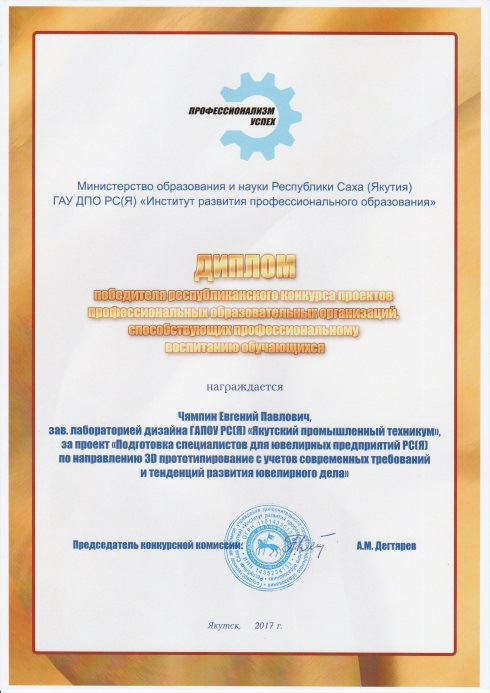 ПРОФЕССИОНАЛИЗМ
УСПЕХ
Министерство образования и науки Республики Саха (Якутия)
ГАУ ДПО РС(Я) «Институт развития профессионального образования»
ДИПЛОМ
победителя республиканского конкурса проектов
профессиональных образовательных организаций,
способствующих профессиональному
воспитанию обучающихся
награждается
Чямпин Евгений Павлович,
зав. лабораторией дизайна ГАПОУ РС(Я) «Якутский промышленный техникум»,
за проект «Подготовка специалистов для ювелирных предприятий РС(Я)
по направлению 3D прототипирование с учетов современных требований
и тенденций развития ювелирного дела»
Председатель конкурсной комиссии: А.М. Дегтярев
Якутск, 2017 г.